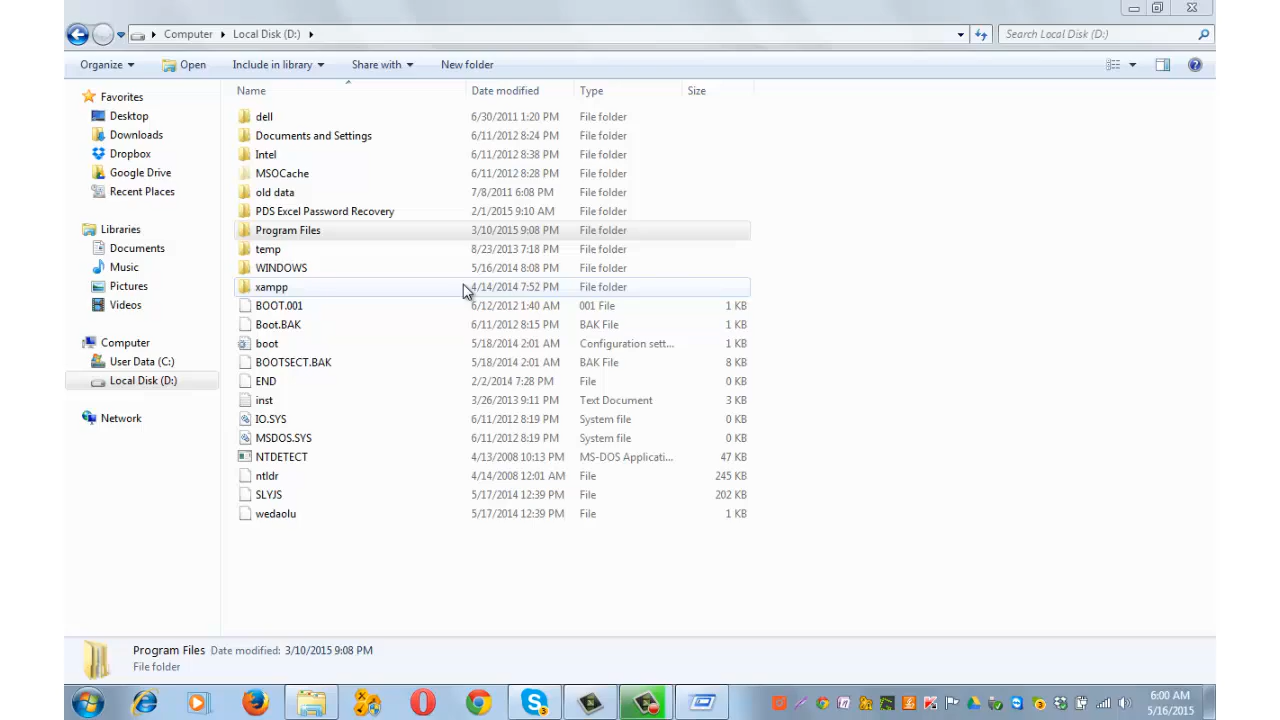 Computer Local Disk (D:) Search Local Disk (D:)
Organize Open Include in library Share with New folder
Name Date modified Type Size
Favorites
Desktop
Downloads
Dropbox
Google Drive
Recent Places
Libraries
Documents
Music
Pictures
Videos
Computer
User Data (C:)
Local Disk (D:)
Network
dell 6/30/2011 1:20 PM File folder
Documents and Settings 6/11/2012 8:24 PM File folder
Intel 6/11/2012 8:38 PM File folder
MSOCache 6/11/2012 8:28 PM File folder
old data 7/8/2011 6:08 PM File folder
PDS Excel Password Recovery 2/1/2015 9:10 AM File folder
Program Files 3/10/2015 9:08 PM File folder
temp 8/23/2013 7:18 PM File folder
WINDOWS 5/16/2014 8:08 PM File folder
xampp 4/14/2014 7:52 PM File folder
BOOT.001 6/12/2012 1:40 AM 001 File 1 KB
Boot.BAK 6/11/2012 8:15 PM BAK File 1 KB
boot 5/18/2014 2:01 AM Configuration sett... 1 KB
BOOTSECT.BAK 5/18/2014 2:01 AM BAK File 8 KB
END 2/2/2014 7:28 PM File 0 KB
inst 3/26/2013 9:11 PM Text Document 3 KB
IO.SYS 6/11/2012 8:19 PM System file 0 KB
MSDOS.SYS 6/11/2012 8:19 PM System file 0 KB
NTDETECT 4/13/2008 10:13 PM MS-DOS Applicati... 47 KB
ntldr 4/14/2008 12:01 AM File 245 KB
SLYJS 5/17/2014 12:39 PM File 202 KB
wedaolu 5/17/2014 12:39 PM File 1 KB
Program Files Date modified: 3/10/2015 9:08 PM
File folder
6:00 AM
5/16/2015